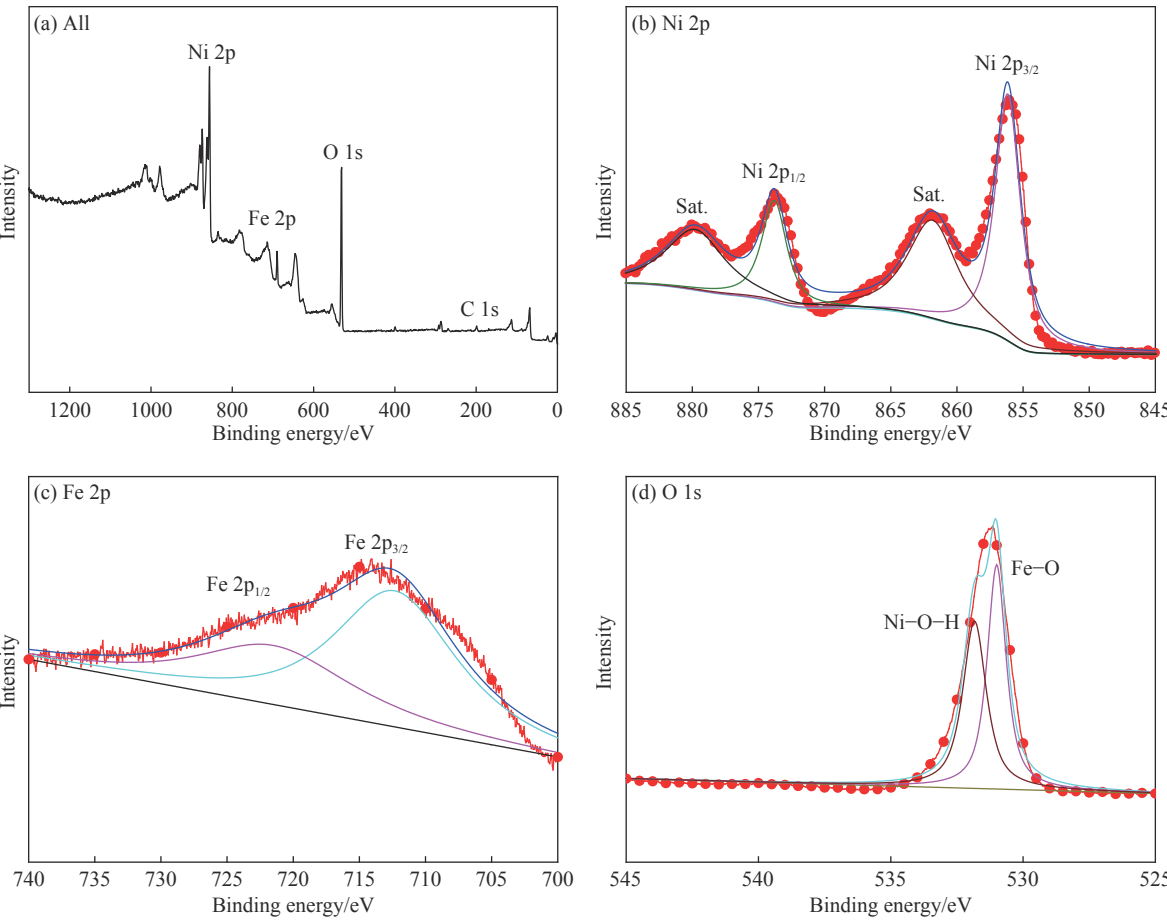 (a) All
Ni 2p
O 1s
Fe 2p
C 1s
Intensity
1200 1000 800 600 400 200 0
Binding energy/eV
(b) Ni 2p
Ni 2p3/2
Ni 2p1/2
Sat.
Sat.
Intensity
885 880 875 870 865 860 855 850 845
Binding energy/eV
(c) Fe 2p
Fe 2p3/2
Fe 2p1/2
Intensity
740 735 730 725 720 715 710 705 700
Binding energy/eV
(d) O 1s
Fe−O
Ni−O−H
Intensity
545 540 535 530 525
Binding energy/eV